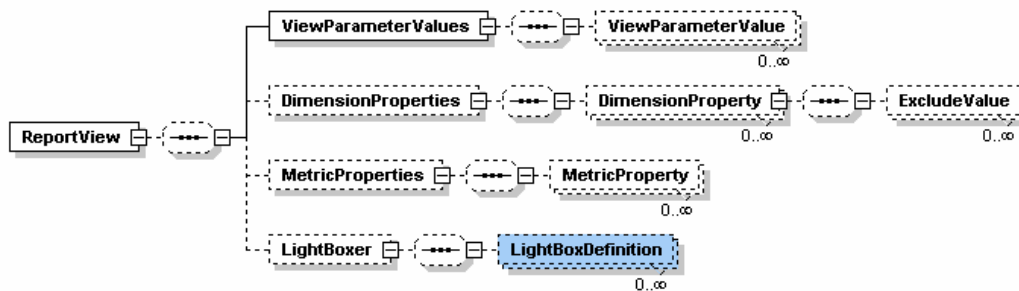 ViewParameterValues ViewParameterValue
0..∞
DimensionProperties DimensionProperty ExcludeValue
0..∞ 0..∞
ReportView
MetricProperties MetricProperty
0..∞
LightBoxer LightBoxDefinition
0..∞